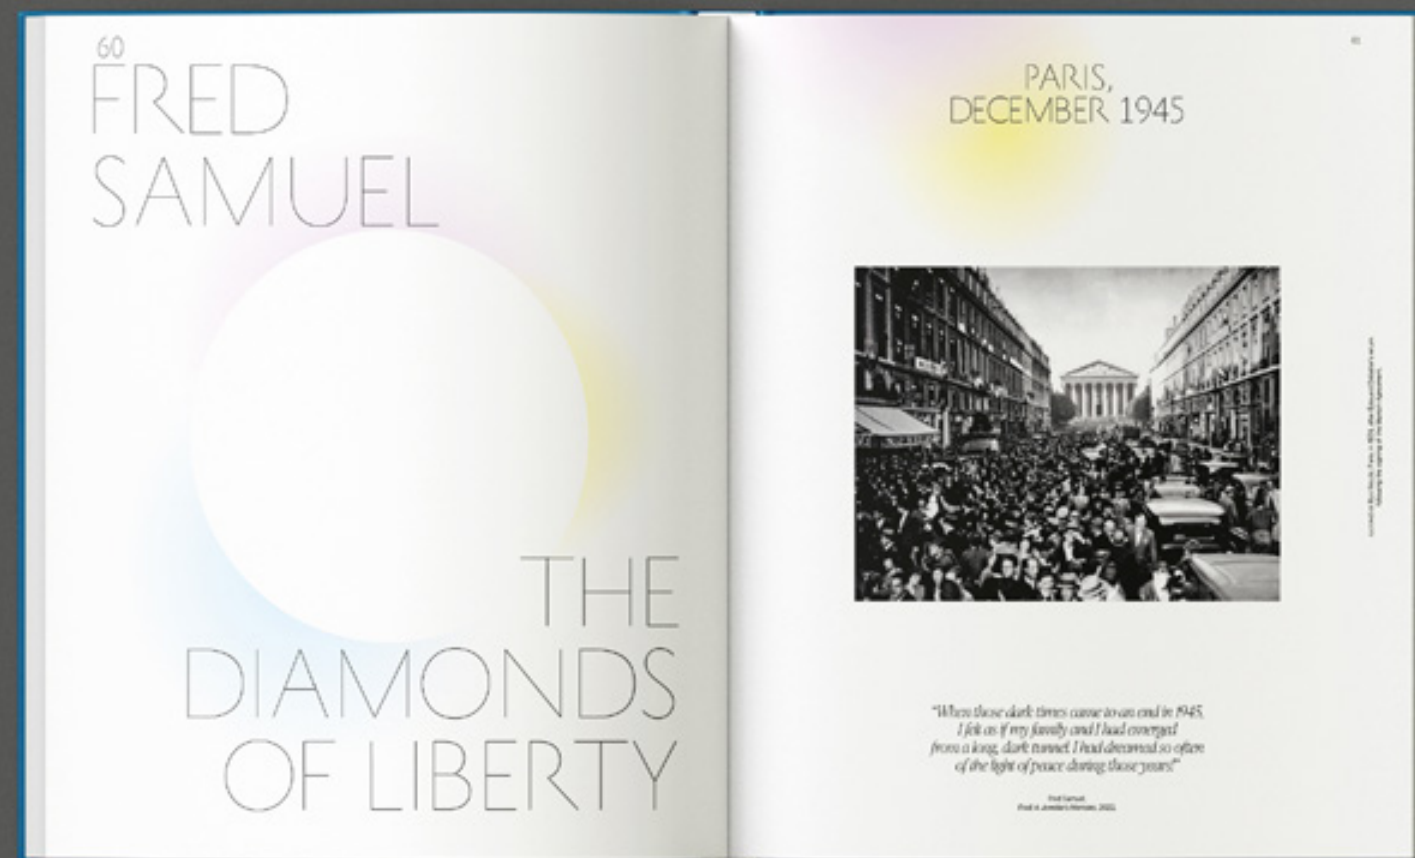 60
FRED
SAMUEL
THE
DIAMONDS
OF LIBERTY
61
PARIS,
DECEMBER 1945
"When those dark times came to an end in 1945,
I felt as if my family and I had emerged
from a long, dark tunnel. I had dreamed so often
of the light of peace during those years!"
Fred Samuel,